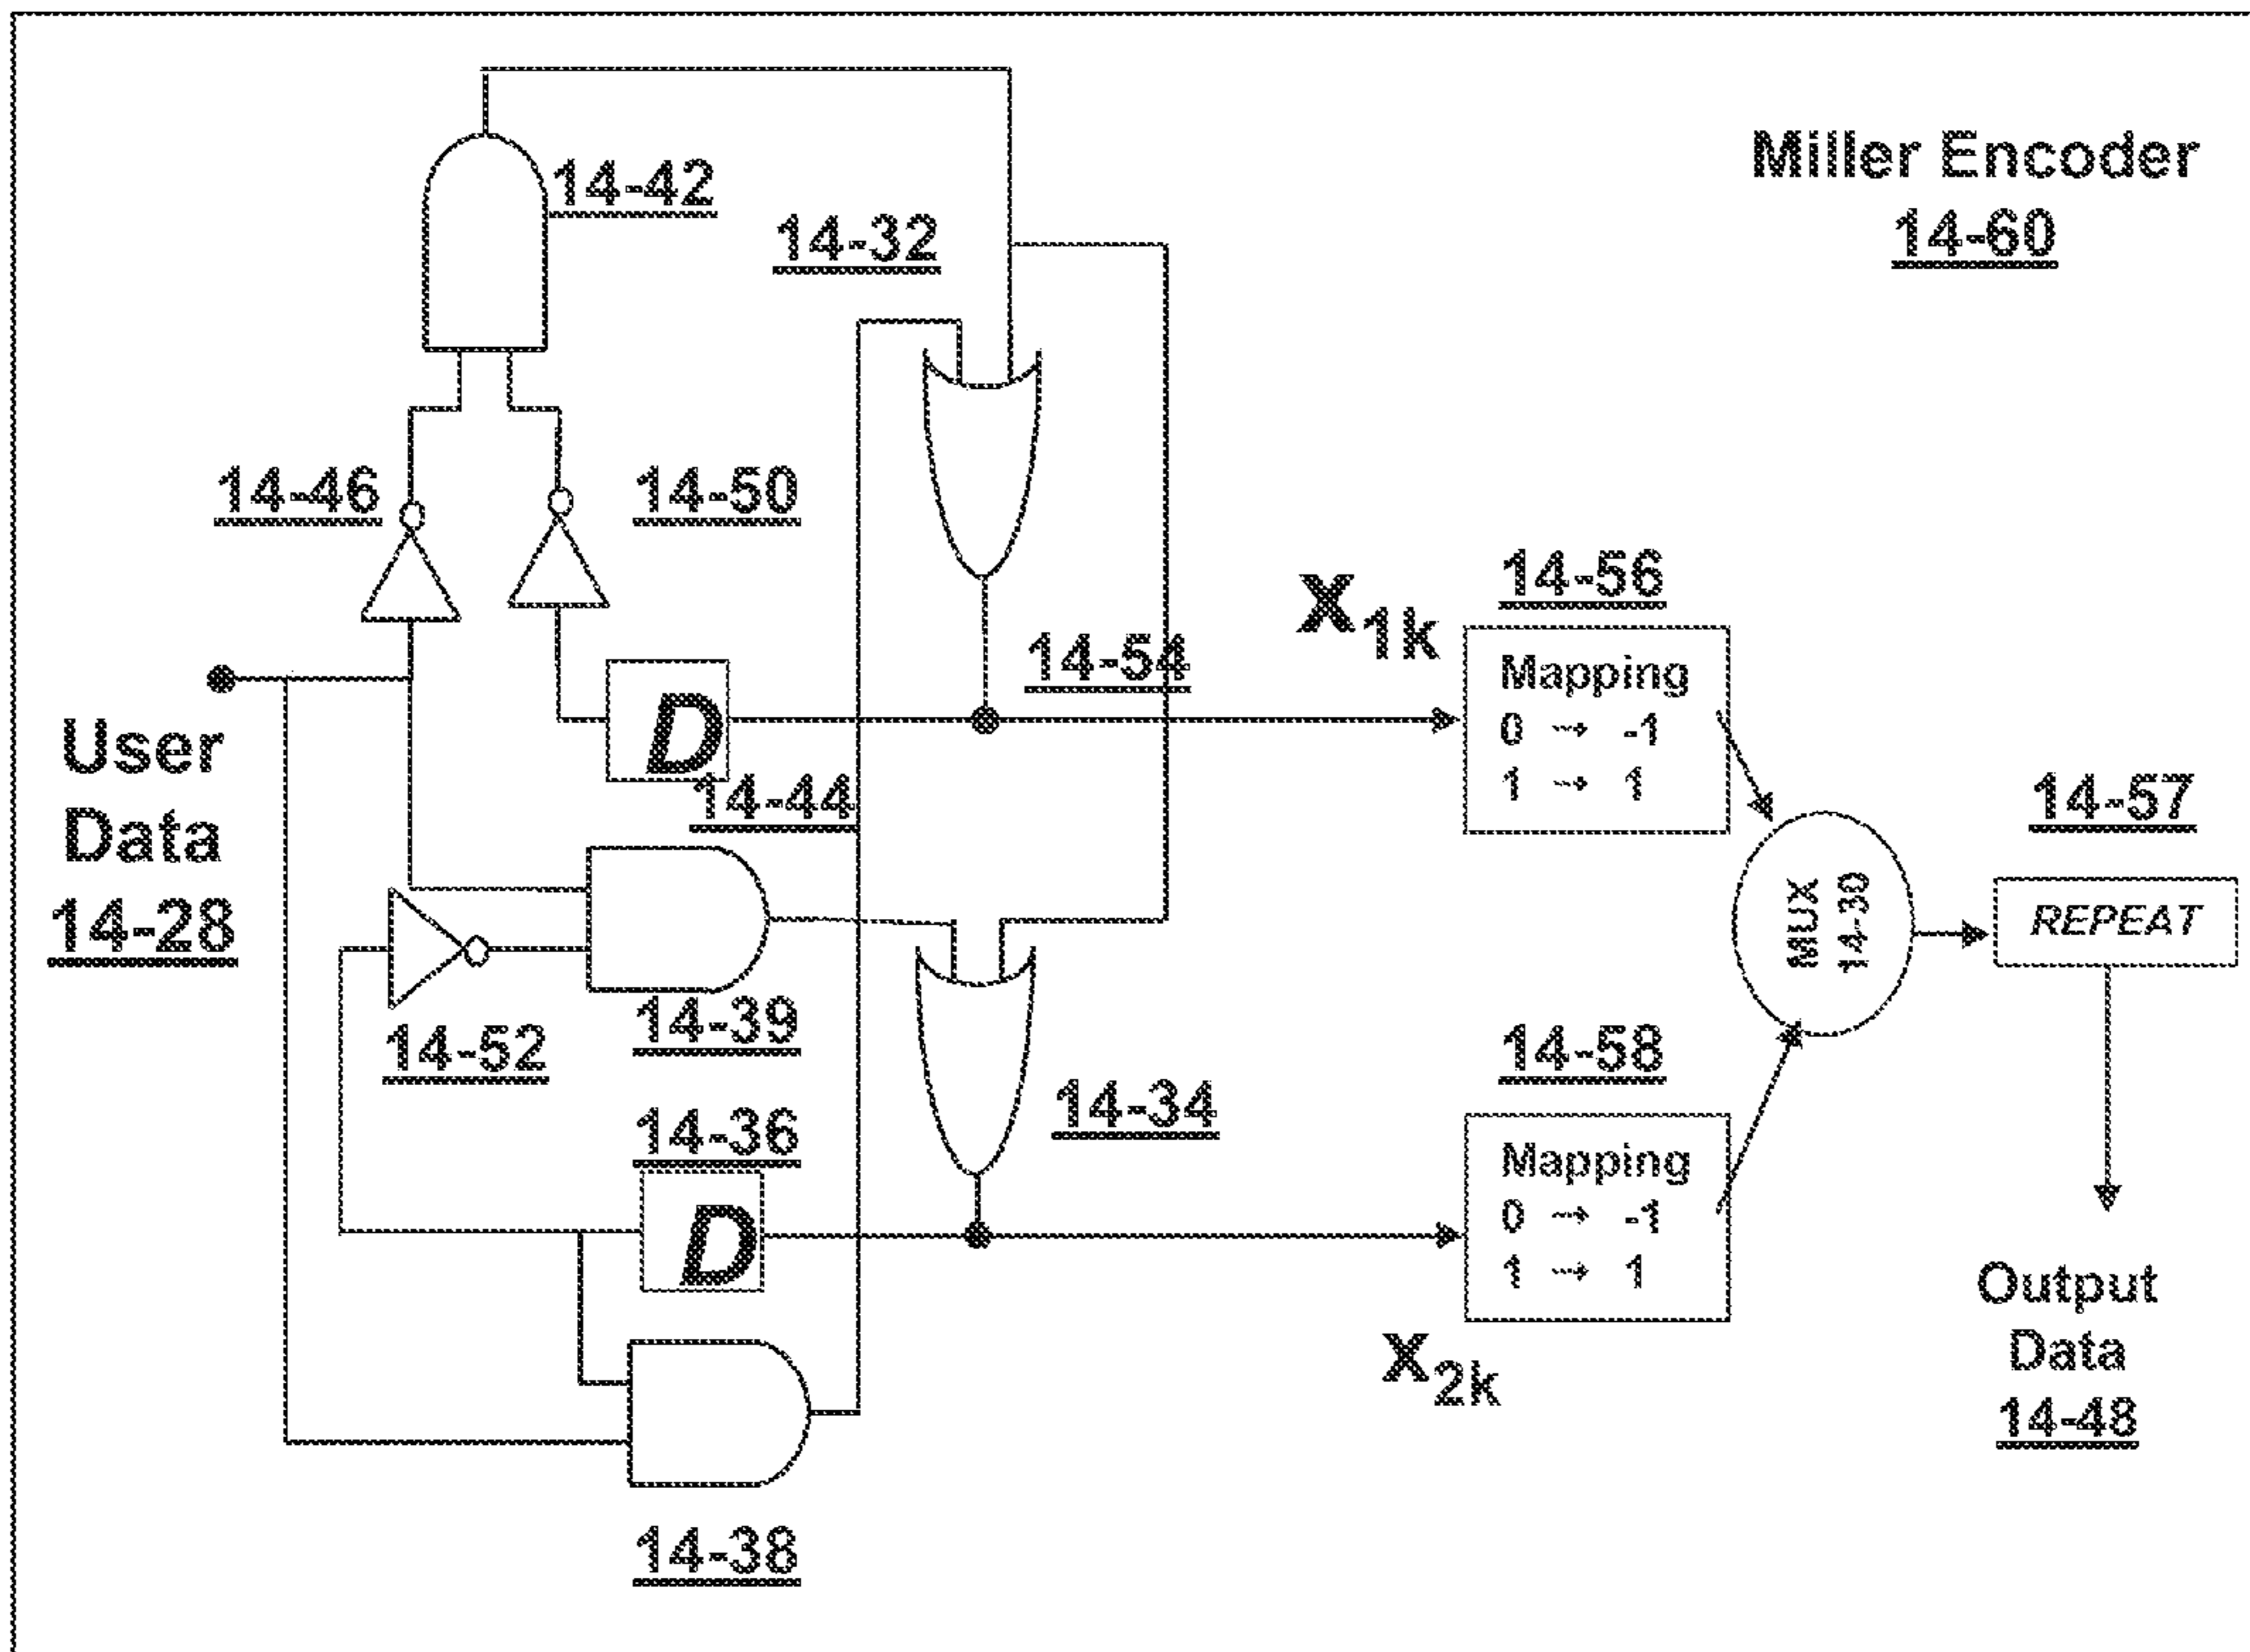 Miller Encoder
14-60
14-42
14-32
14-46
14-50
14-54
X1k
14-56
Mapping
0 → -1
1 → 1
User
Data
14-28
D
14-44
14-57
REPEAT
MUX
14-30
14-39
14-52
14-58
Mapping
0 → -1
1 → 1
14-36
D
14-34
X2k
Output
Data
14-48
14-38